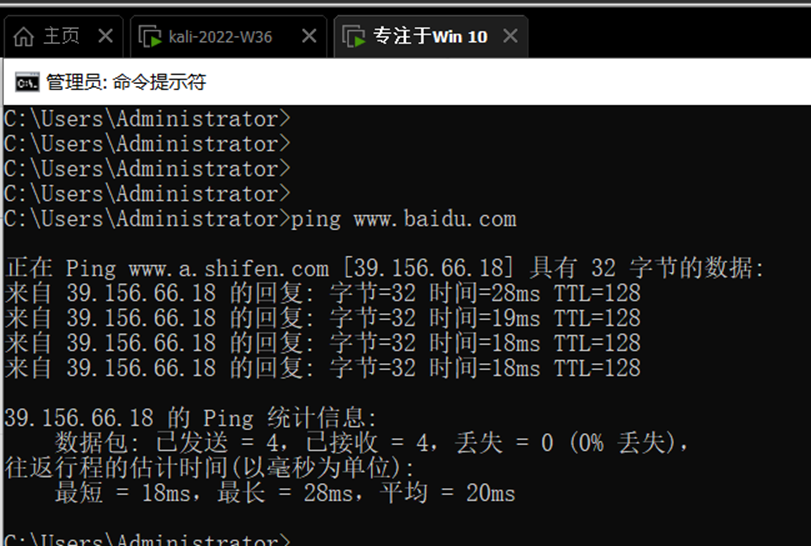 主页
kali-2022-W36
专注于Win 10
管理员: 命令提示符
C:\Users\Administrator>
C:\Users\Administrator>
C:\Users\Administrator>
C:\Users\Administrator>
C:\Users\Administrator>ping www.baidu.com
正在 Ping www.a.shifen.com [39.156.66.18] 具有 32 字节的数据:
来自 39.156.66.18 的回复: 字节=32 时间=28ms TTL=128
来自 39.156.66.18 的回复: 字节=32 时间=19ms TTL=128
来自 39.156.66.18 的回复: 字节=32 时间=18ms TTL=128
来自 39.156.66.18 的回复: 字节=32 时间=18ms TTL=128
39.156.66.18 的 Ping 统计信息:
数据包: 已发送 = 4，已接收 = 4，丢失 = 0 (0% 丢失)，
往返行程的估计时间(以毫秒为单位):
最短 = 18ms，最长 = 28ms，平均 = 20ms
C:\Users\Administrator>